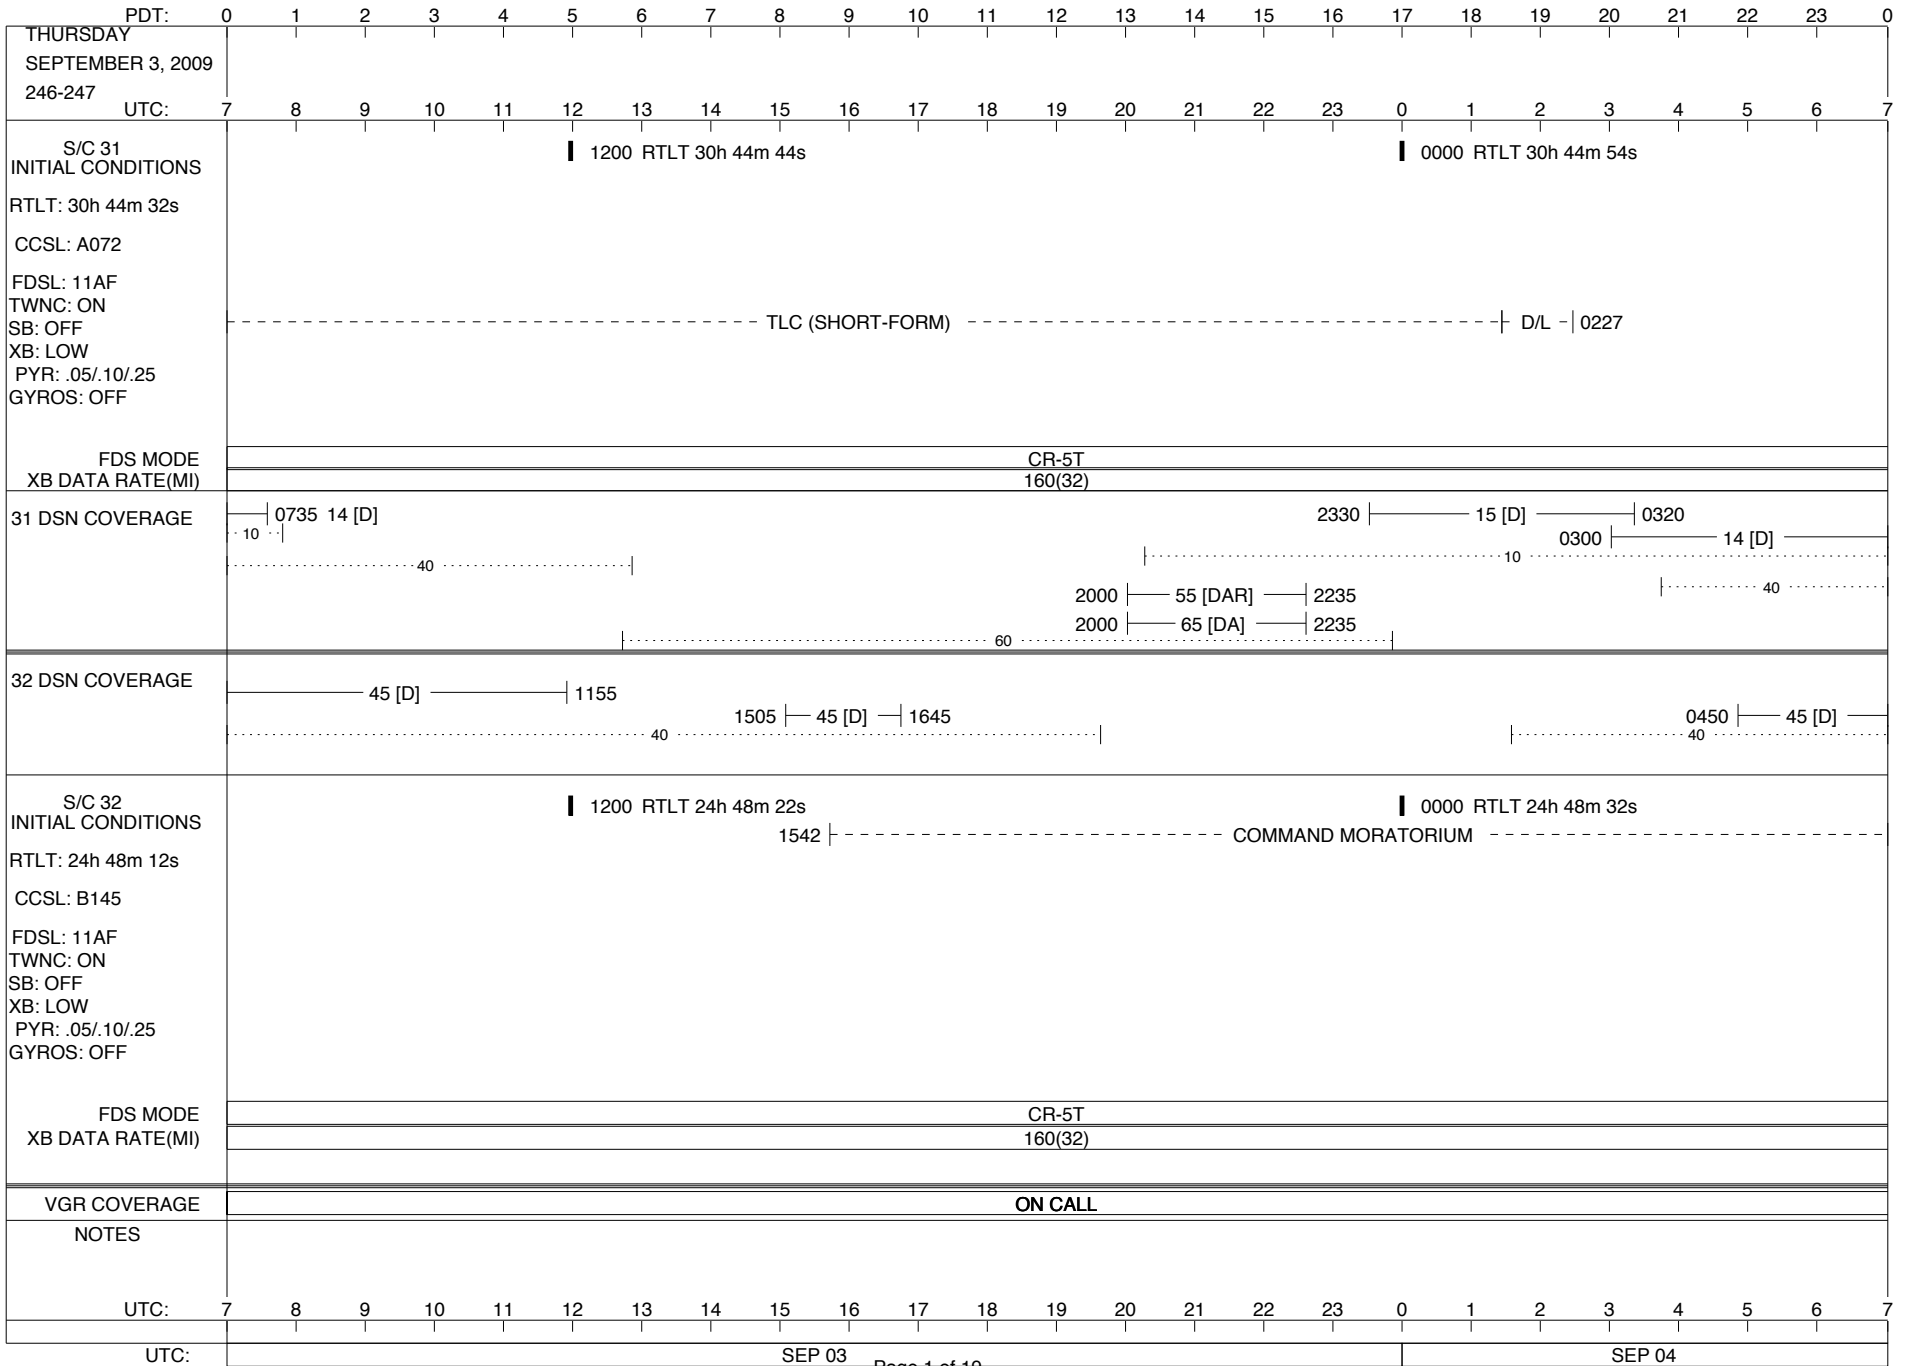 PDT: 0 1 2 3 4 5 6 7 8 9 10 11 12 13 14 15 16 17 18 19 20 21 22 23 0
THURSDAY
SEPTEMBER 3, 2009
246-247
UTC: 7 8 9 10 11 12 13 14 15 16 17 18 19 20 21 22 23 0 1 2 3 4 5 6 7
S/C 31
INITIAL CONDITIONS
1200 RTLT 30h 44m 44s
0000 RTLT 30h 44m 54s
RTLT: 30h 44m 32s
CCSL: A072
FDSL: 11AF
TWNC: ON
SB: OFF
TLC (SHORT-FORM) D/L 0227
XB: LOW
PYR: .05/.10/.25
GYROS: OFF
FDS MODE CR-5T
XB DATA RATE(MI) 160(32)
31 DSN COVERAGE
0735 14 [D]
2330 15 [D] 0320
10
0300 14 [D]
10
40
40
2000 55 [DAR] 2235
2000 65 [DA] 2235
60
32 DSN COVERAGE
45 [D] 1155
1505 45 [D] 1645
0450 45 [D]
40
40
S/C 32
INITIAL CONDITIONS
1200 RTLT 24h 48m 22s
0000 RTLT 24h 48m 32s
1542 COMMAND MORATORIUM
RTLT: 24h 48m 12s
CCSL: B145
FDSL: 11AF
TWNC: ON
SB: OFF
XB: LOW
PYR: .05/.10/.25
GYROS: OFF
FDS MODE CR-5T
XB DATA RATE(MI) 160(32)
VGR COVERAGE ON CALL
NOTES
UTC: 7 8 9 10 11 12 13 14 15 16 17 18 19 20 21 22 23 0 1 2 3 4 5 6 7
UTC: SEP 03 SEP 04
Page 1 of 19